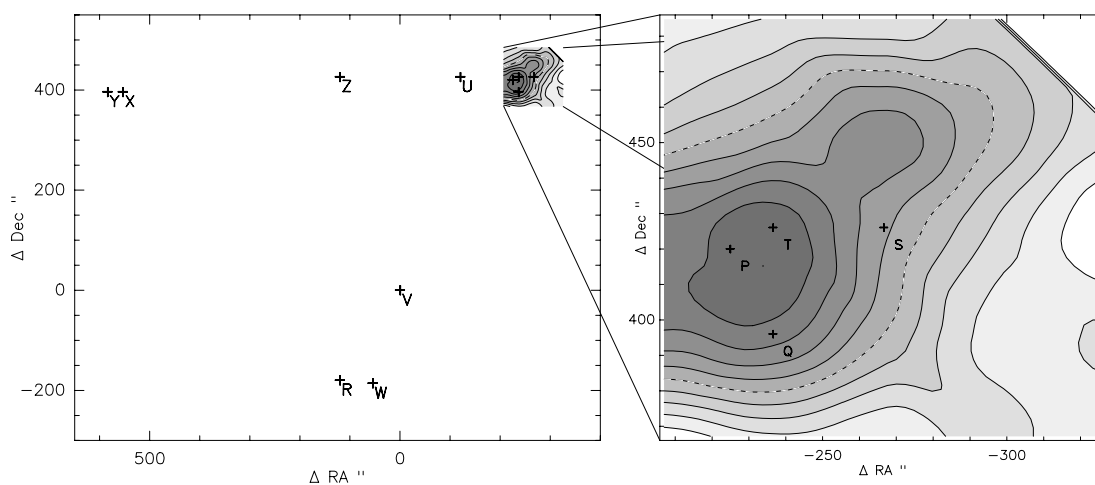 400
200
0
−200
Δ Dec "
500
0
Δ RA "
Y X
Z
U
V
R
W
450
400
Δ Dec "
P
T
S
Q
−250
−300
Δ RA "